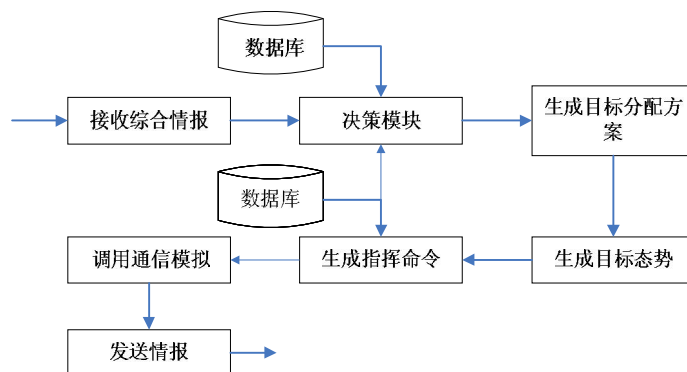 数据库
接收综合情报
决策模块
生成目标分配方
案
数据库
调用通信模拟
生成指挥命令
生成目标态势
发送情报